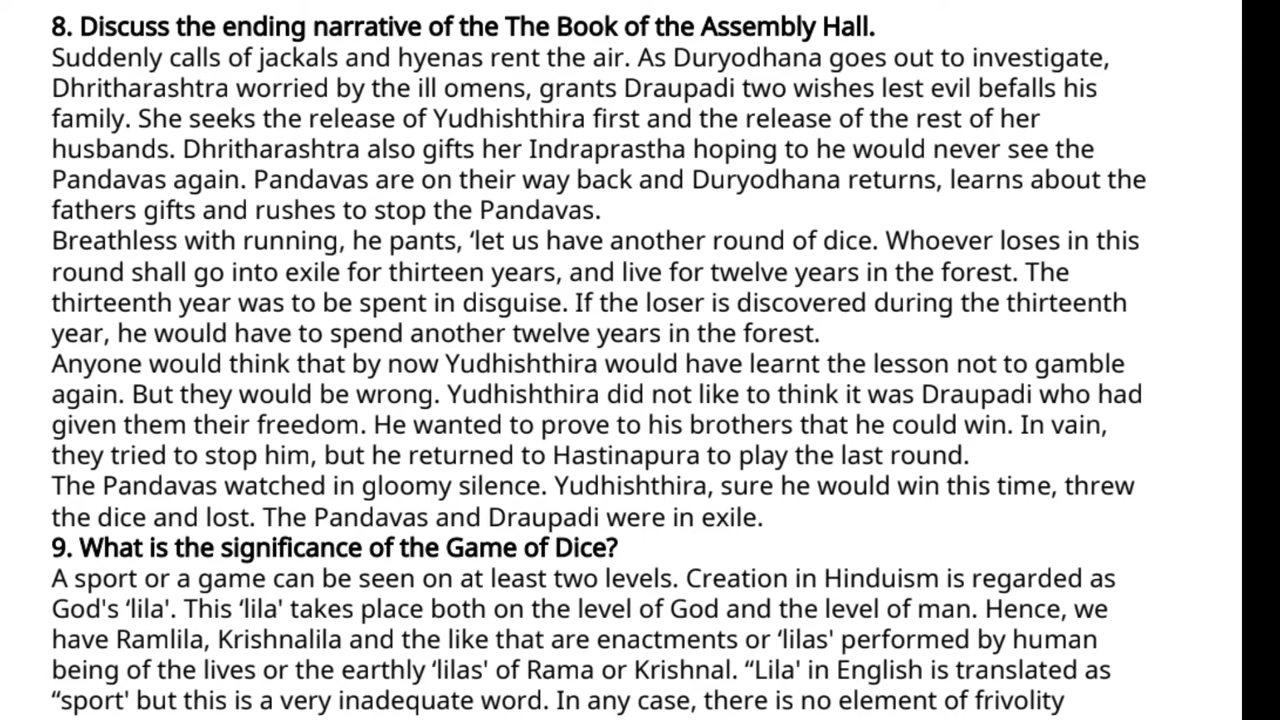 8. Discuss the ending narrative of the The Book of the Assembly Hall.
Suddenly calls of jackals and hyenas rent the air. As Duryodhana goes out to investigate,
Dhritharashtra worried by the ill omens, grants Draupadi two wishes lest evil befalls his
family. She seeks the release of Yudhishthira first and the release of the rest of her
husbands. Dhritharashtra also gifts her Indraprastha hoping to he would never see the
Pandavas again. Pandavas are on their way back and Duryodhana returns, learns about the
fathers gifts and rushes to stop the Pandavas.
Breathless with running, he pants, ‘let us have another round of dice. Whoever loses in this
round shall go into exile for thirteen years, and live for twelve years in the forest. The
thirteenth year was to be spent in disguise. If the loser is discovered during the thirteenth
year, he would have to spend another twelve years in the forest.
Anyone would think that by now Yudhishthira would have learnt the lesson not to gamble
again. But they would be wrong. Yudhishthira did not like to think it was Draupadi who had
given them their freedom. He wanted to prove to his brothers that he could win. In vain,
they tried to stop him, but he returned to Hastinapura to play the last round.
The Pandavas watched in gloomy silence. Yudhishthira, sure he would win this time, threw
the dice and lost. The Pandavas and Draupadi were in exile.
9. What is the significance of the Game of Dice?
A sport or a game can be seen on at least two levels. Creation in Hinduism is regarded as
God's ‘lila'. This ‘lila' takes place both on the level of God and the level of man. Hence, we
have Ramlila, Krishnalila and the like that are enactments or ‘lilas' performed by human
being of the lives or the earthly ‘lilas' of Rama or Krishnal. “Lila' in English is translated as
“sport' but this is a very inadequate word. In any case, there is no element of frivolity